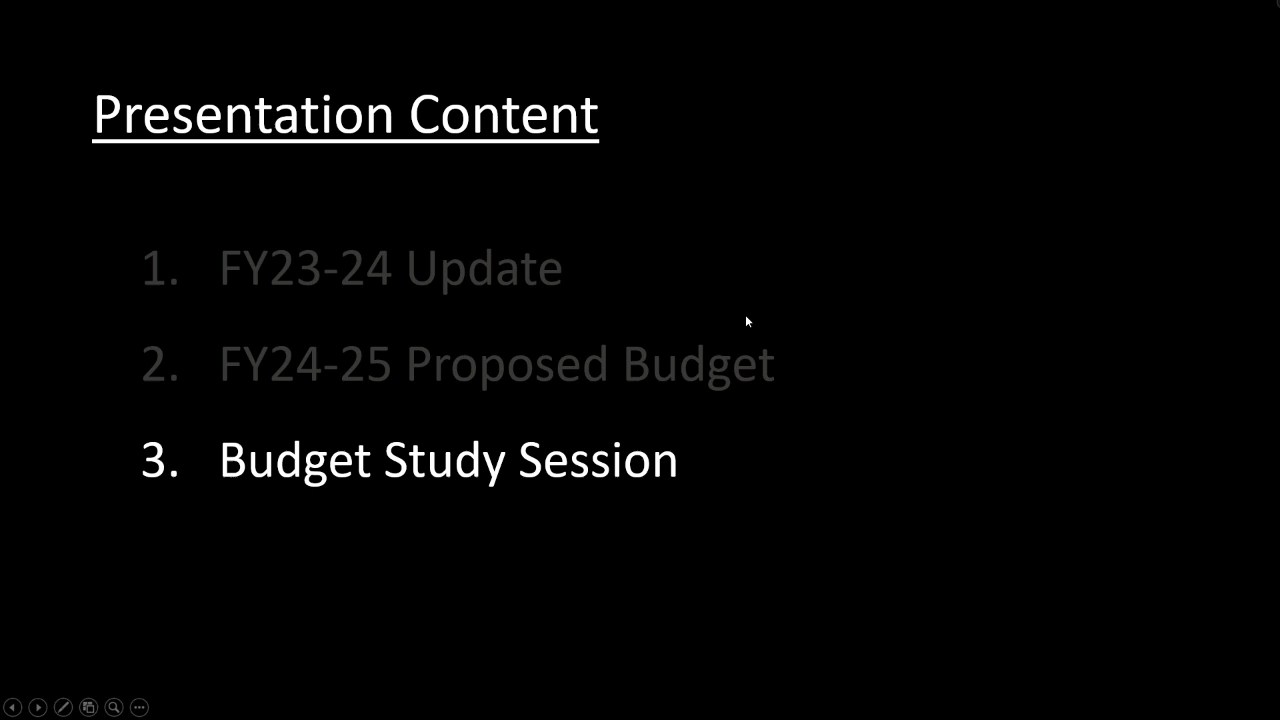 Presentation Content
1. FY23-24 Update
2. FY24-25 Proposed Budget
3. Budget Study Session